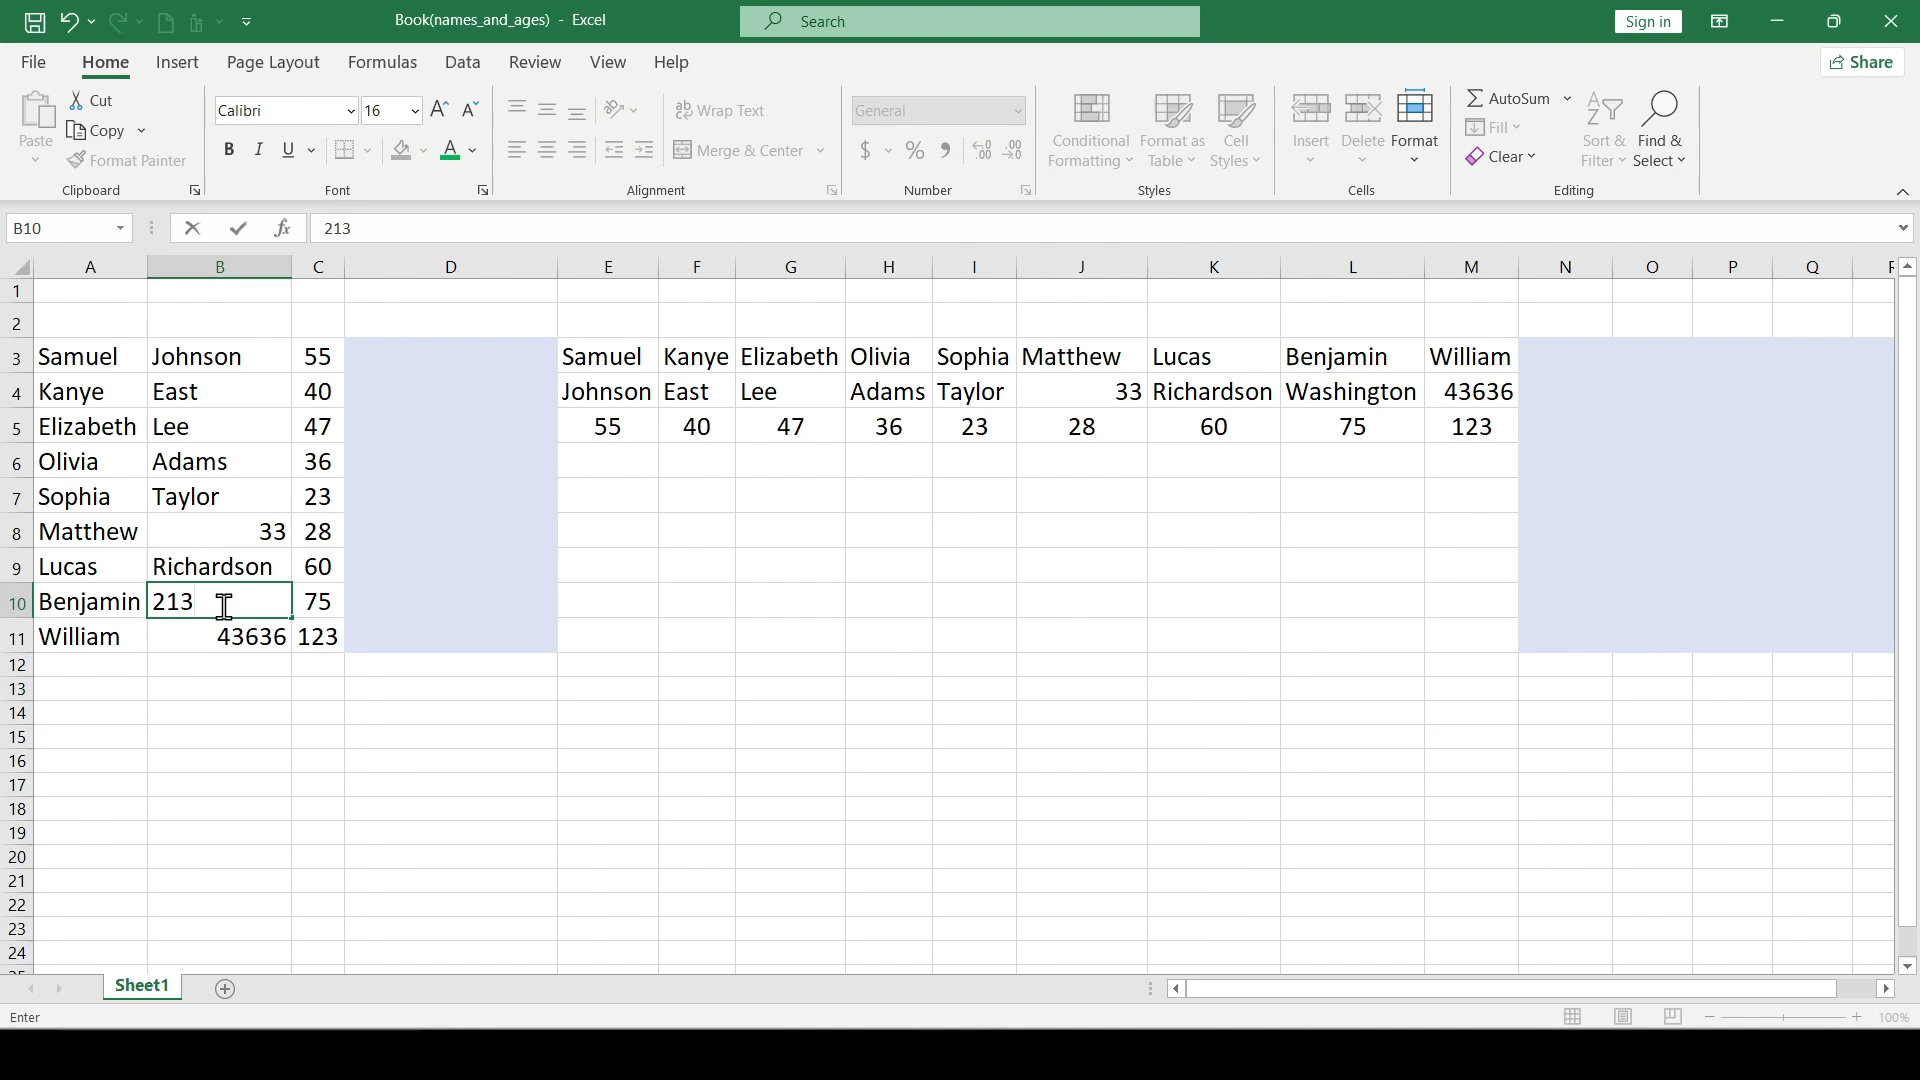 Book(names_and_ages) - Excel
Search
Sign in
File Home Insert Page Layout Formulas Data Review View Help
Share
Paste
Cut
Copy
Format Painter
Clipboard
Calibri 16
B I U A
Font
Wrap Text
Merge & Center
Alignment
General
$ % 9
Number
Conditional Formatting
Format as Table
Cell Styles
Styles
Insert Delete Format
Cells
AutoSum
Fill
Clear
Sort & Filter
Find & Select
Editing
B10 fx 213
A B C D E F G H I J K L M N O P Q
1
2
3 Samuel Johnson 55 Samuel Kanye Elizabeth Olivia Sophia Matthew Lucas Benjamin William
4 Kanye East 40 Johnson East Lee Adams Taylor 33 Richardson Washington 43636
5 Elizabeth Lee 47 55 40 47 36 23 28 60 75 123
6 Olivia Adams 36
7 Sophia Taylor 23
8 Matthew 33 28
9 Lucas Richardson 60
10 Benjamin 213 75
11 William 43636 123
12
13
14
15
16
17
18
19
20
21
22
23
24
Sheet1
Enter
100%